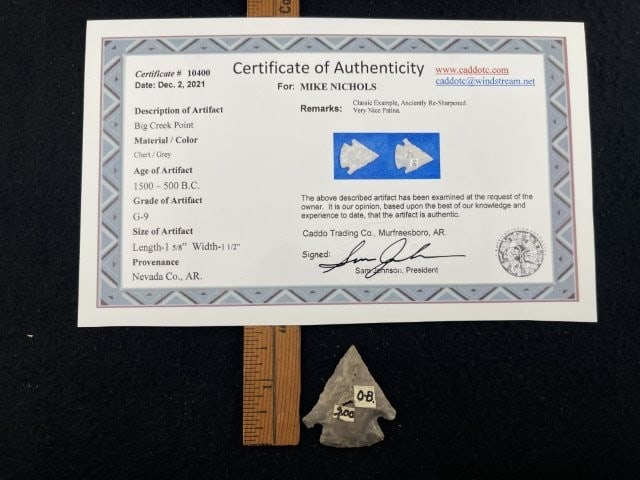 Co
Certificate # 10400
Date: Dec. 2, 2021
Certificate of Authenticity
For: MIKE NICHOLS
www.caddotc.com
caddotc@windstream.net
Remarks: Classic Example, Anciently Re-Sharpened
Very Nice Patina.
Description of Artifact
Big Creek Point
Material / Color
Chert / Grey
Age of Artifact
1500 – 500 B.C.
Grade of Artifact
G-9
Size of Artifact
Length-1 5/8" Width-1 1/2"
Provenance
Nevada Co., AR.
The above described artifact has been examined at the request of the
owner. It is our opinion, based upon the best of our knowledge and
experience to date, that the artifact is authentic.
Caddo Trading Co., Murfreesboro, AR.
Signed:
Sam Johnson, President
1
O-B.
900